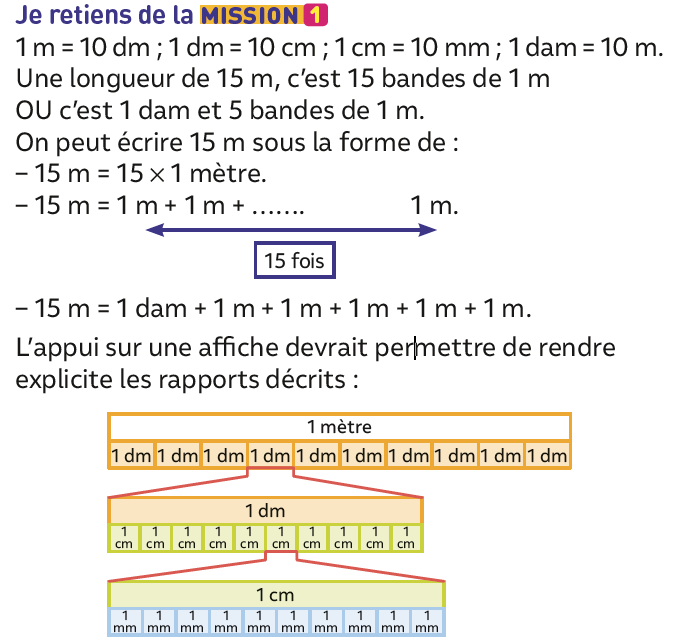 Je retiens de la MISSION 1
1 m = 10 dm ; 1 dm = 10 cm ; 1 cm = 10 mm ; 1 dam = 10 m.
Une longueur de 15 m, c’est 15 bandes de 1 m
OU c’est 1 dam et 5 bandes de 1 m.
On peut écrire 15 m sous la forme de :
– 15 m = 15 × 1 mètre.
– 15 m = 1 m + 1 m + ……. 1 m.
15 fois
– 15 m = 1 dam + 1 m + 1 m + 1 m + 1 m + 1 m.
L’appui sur une affiche devrait permettre de rendre
explicite les rapports décrits :
1 mètre
1 dm 1 dm 1 dm 1 dm 1 dm 1 dm 1 dm 1 dm 1 dm 1 dm
1 dm
1 1 1 1 1 1 1 1 1 1
cm cm cm cm cm cm cm cm cm cm
1 cm
1 1 1 1 1 1 1 1 1 1
mm mm mm mm mm mm mm mm mm mm